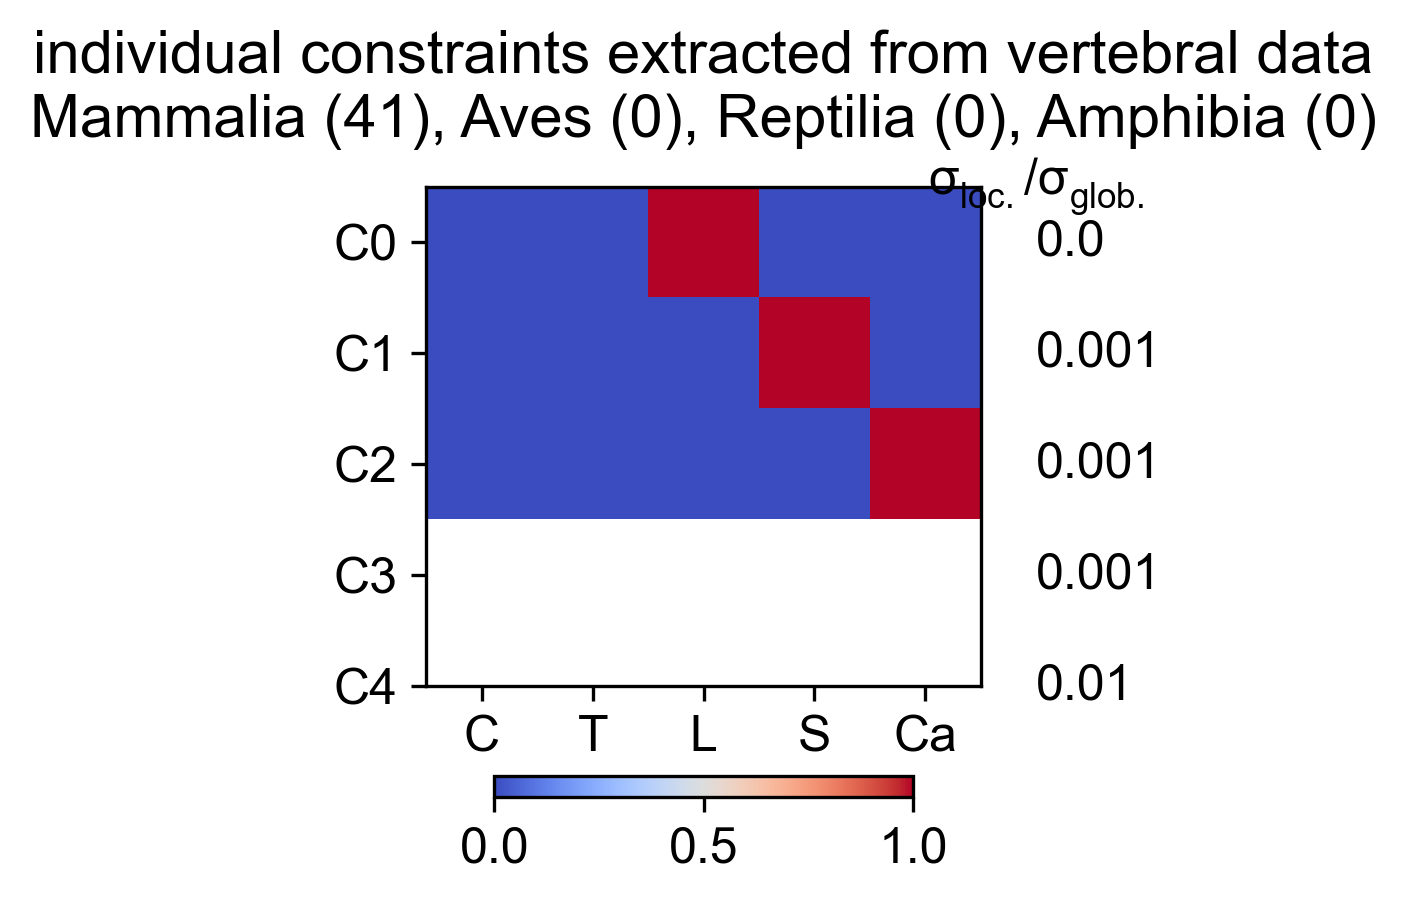 individual constraints extracted from vertebral data
Mammalia (41), Aves (0), Reptilia (0), Amphibia (0)
σloc. /σglob.
C0 0.0
C1 0.001
C2 0.001
C3 0.001
C4 0.01
C T L S Ca
0.0 0.5 1.0